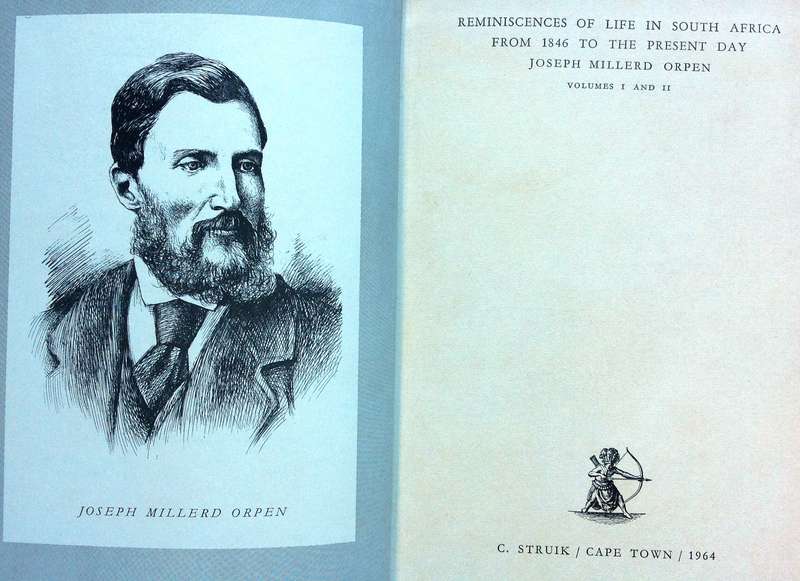 JOSEPH MILLERD ORPEN
REMINISCENCES OF LIFE IN SOUTH AFRICA
FROM 1846 TO THE PRESENT DAY
JOSEPH MILLERD ORPEN
VOLUMES I AND II
C. STRUIK / CAPE TOWN / 1964